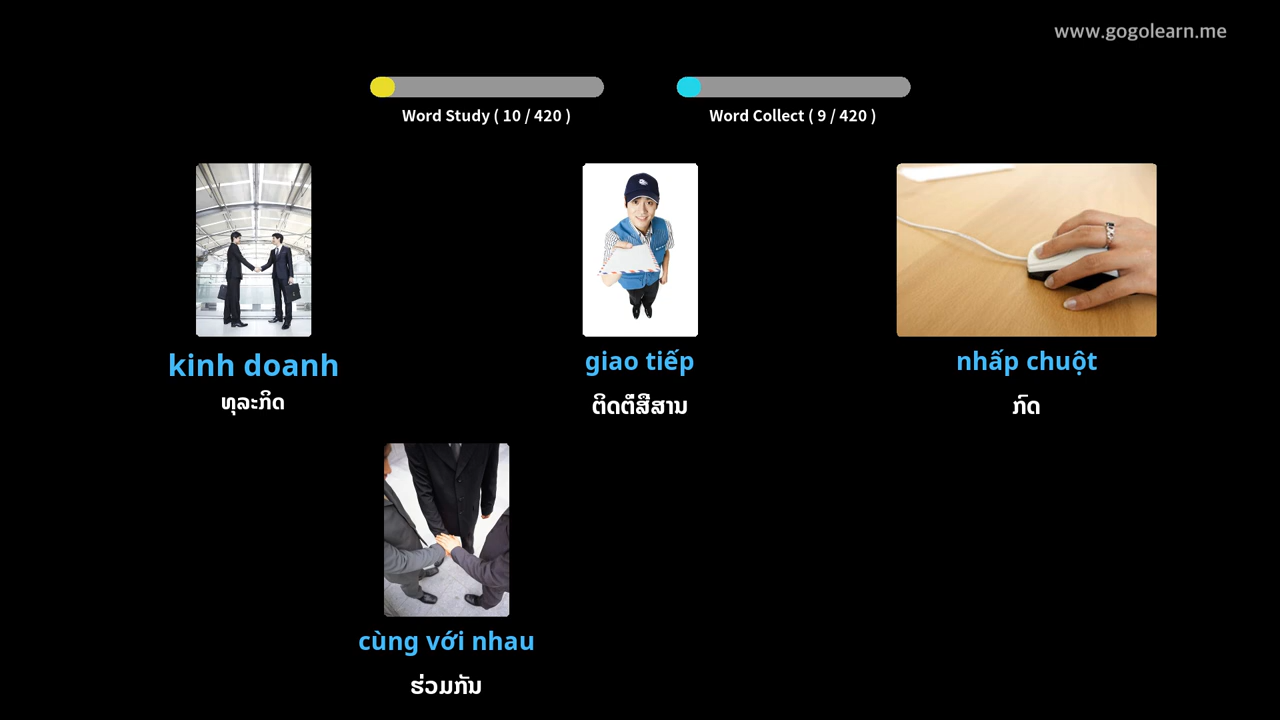 www.gogolearn.me
Word Study ( 10 / 420 )
Word Collect ( 9 / 420 )
kinh doanh
ທຸລະກິດ
giao tiếp
ຕິດຕໍ່ສື່ສານ
nhấp chuột
ກົດ
cùng với nhau
ຮ່ວມກັນ